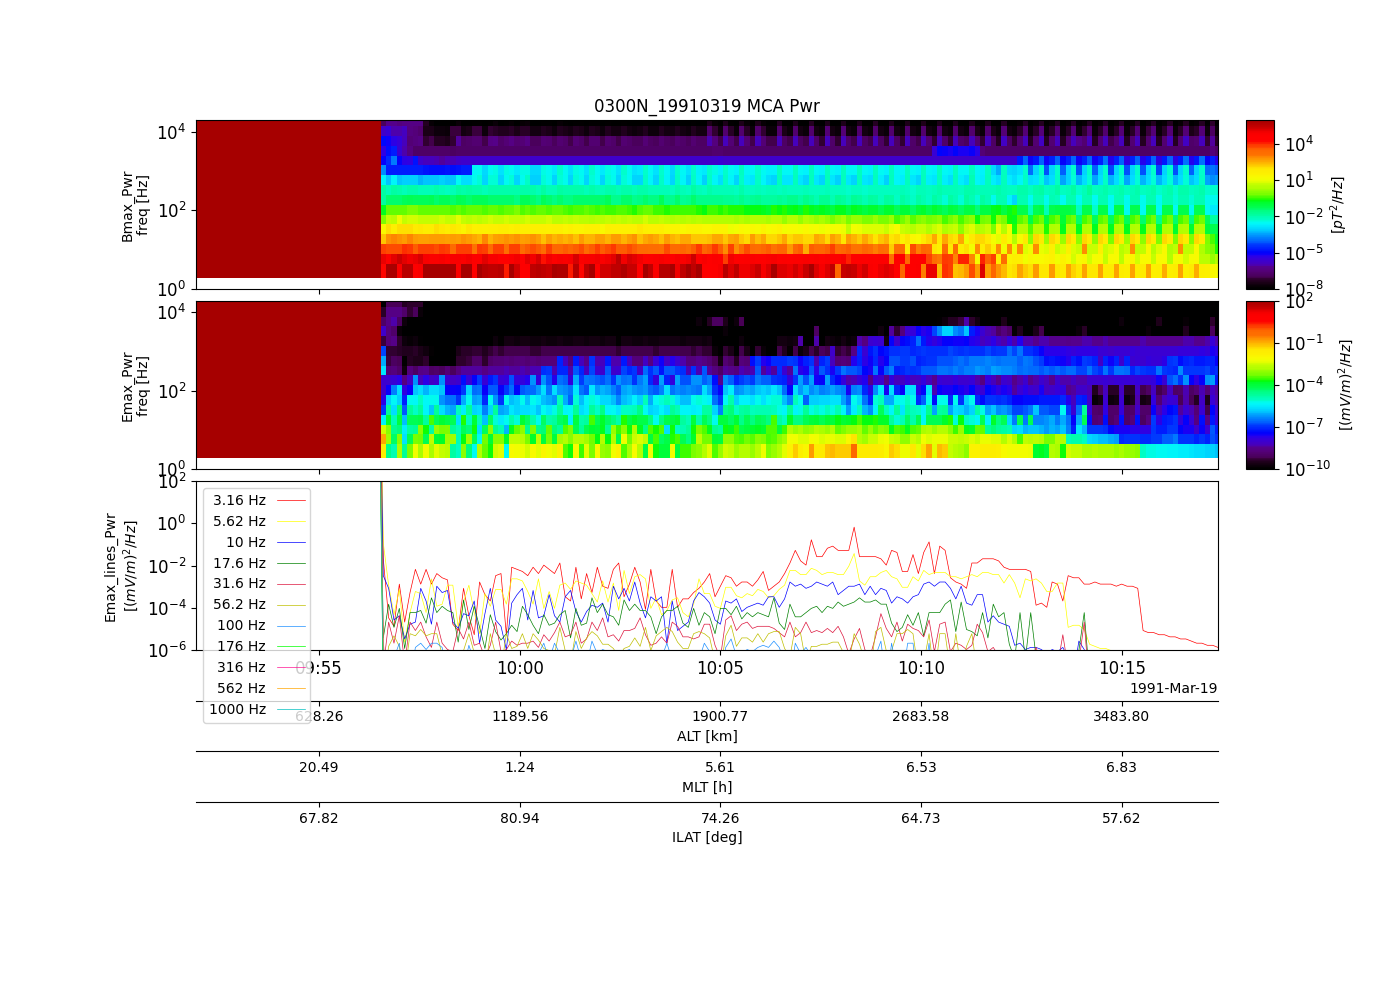 0300N_19910319 MCA Pwr
10^4
10^2
10^0
Bmax_Pwr
freq [Hz]
10^4
10^1
10^-2
10^-5
10^-8
[pT^2/Hz]
10^4
10^2
10^0
Emax_Pwr
freq [Hz]
10^2
10^-1
10^-4
10^-7
10^-10
[(mV/m)^2/Hz]
10^2
10^0
10^-2
10^-4
10^-6
Emax_lines_Pwr
[(mV/m)^2/Hz]
3.16 Hz
5.62 Hz
10 Hz
17.6 Hz
31.6 Hz
56.2 Hz
100 Hz
176 Hz
316 Hz
562 Hz
1000 Hz
09:55 10:00 10:05 10:10 10:15
1991-Mar-19
628.26 1189.56 1900.77 2683.58 3483.80
ALT [km]
20.49 1.24 5.61 6.53 6.83
MLT [h]
67.82 80.94 74.26 64.73 57.62
ILAT [deg]